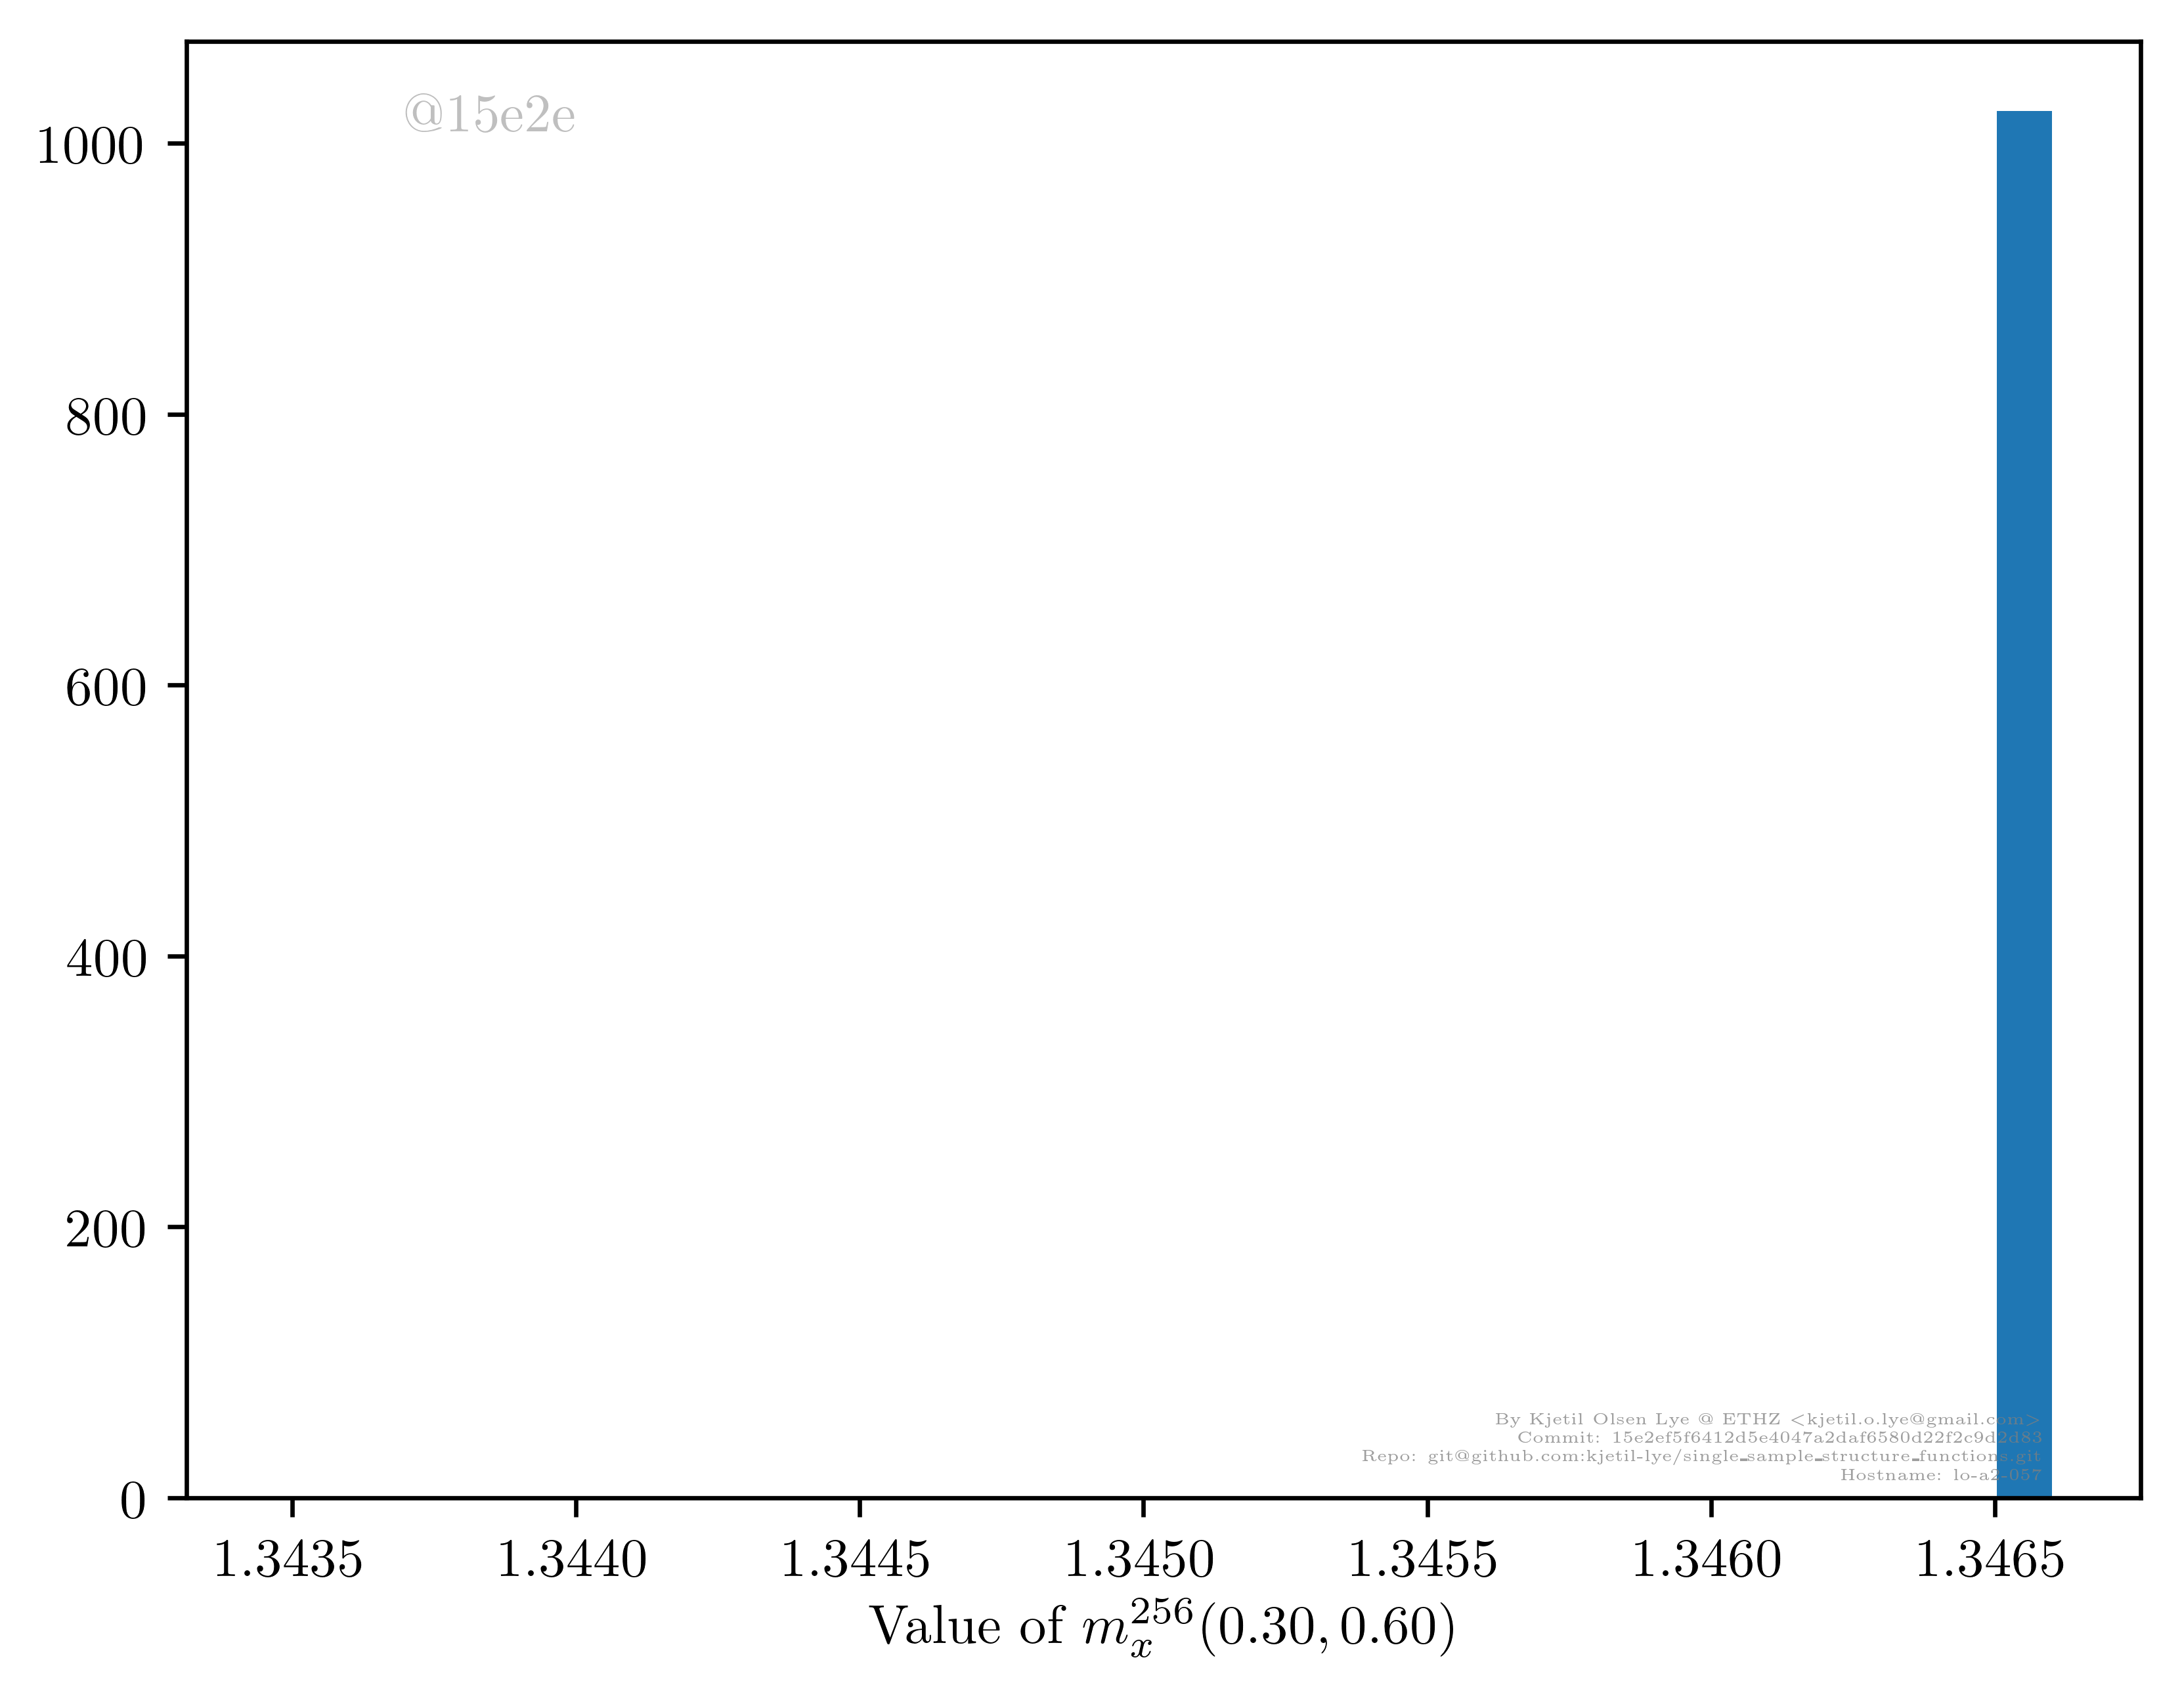 @15e2e
1000
800
600
400
200
0
By Kjetil Olsen Lye @ ETHZ <kjetil.o.lye@gmail.com>
Commit: 15e2ef5f6412d5e4047a2daf6580d22f2c9d2d83
Repo: git@github.com:kjetil-lye/single_sample_structure_functions.git
Hostname: lo-a2-057
1.3435 1.3440 1.3445 1.3450 1.3455 1.3460 1.3465
Value of $m_x^{256}(0.30, 0.60)$